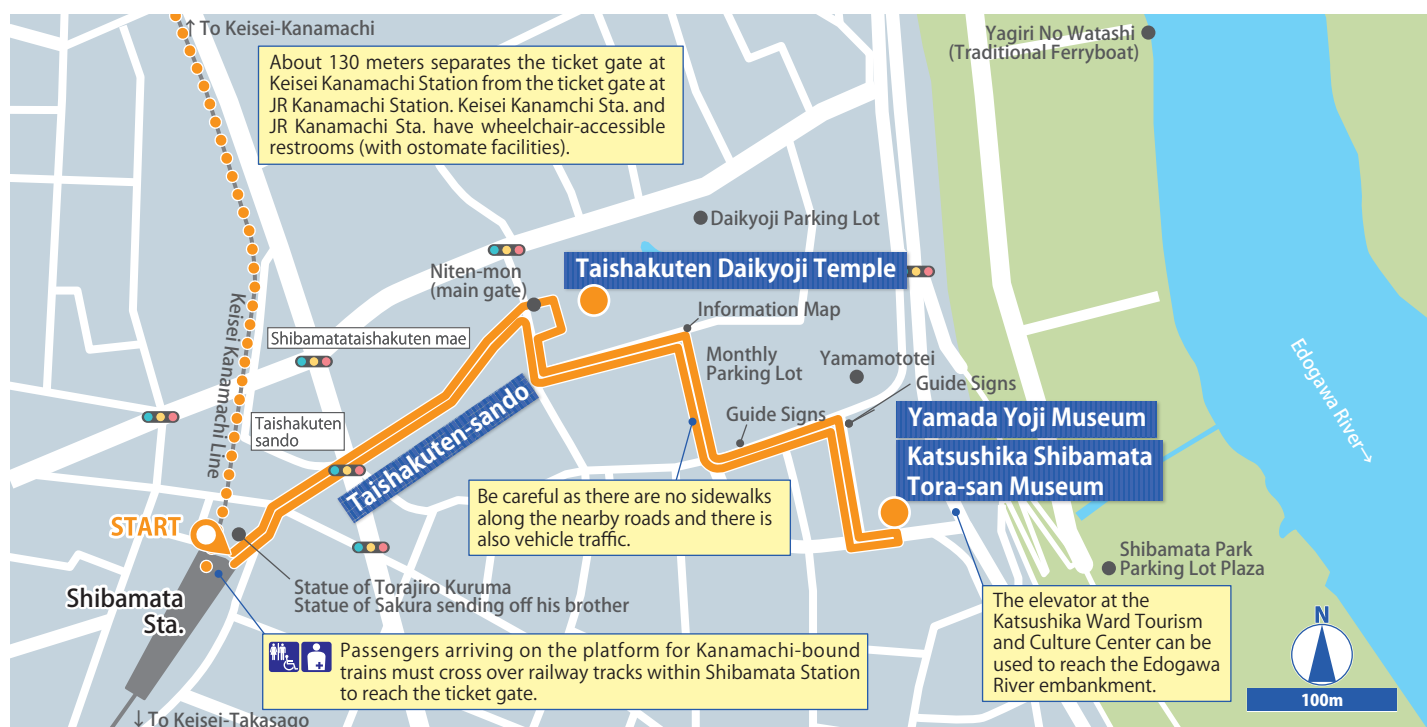 ↑ To Keisei-Kanamachi
About 130 meters separates the ticket gate at
Keisei Kanamachi Station from the ticket gate at
JR Kanamachi Station. Keisei Kanamchi Sta. and
JR Kanamachi Sta. have wheelchair-accessible
restrooms (with ostomate facilities).
Yagiri No Watashi
(Traditional Ferryboat)
Daikyoji Parking Lot
Niten-mon
(main gate)
Taishakuten Daikyoji Temple
Information Map
Keisei Kanamachi Line
Shibamatataishakuten mae
Monthly
Parking Lot
Yamamototei
Guide Signs
Edogawa River→
Taishakuten
sando
Taishakuten-sando
Guide Signs
Yamada Yoji Museum
Katsushika Shibamata
Tora-san Museum
Be careful as there are no sidewalks
along the nearby roads and there is
also vehicle traffic.
START
Shibamata
Sta.
Statue of Torajiro Kuruma
Statue of Sakura sending off his brother
Shibamata Park
Parking Lot Plaza
The elevator at the
Katsushika Ward Tourism
and Culture Center can be
used to reach the Edogawa
River embankment.
Passengers arriving on the platform for Kanamachi-bound
trains must cross over railway tracks within Shibamata Station
to reach the ticket gate.
N
100m
↓ To Keisei-Takasago